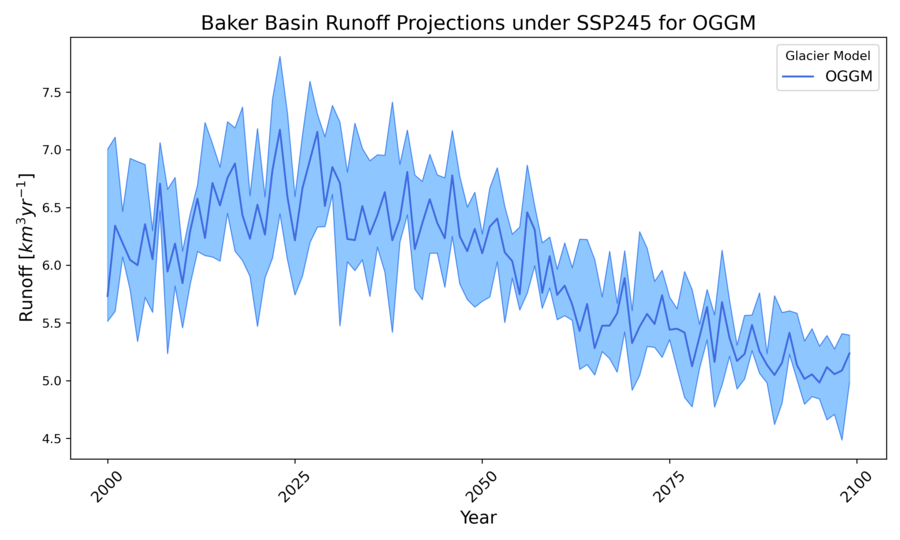 Baker Basin Runoff Projections under SSP245 for OGGM
Glacier Model
OGGM
7.5
7.0
6.5
6.0
5.5
5.0
4.5
Runoff [km³yr⁻¹]
2000
2025
2050
2075
2100
Year